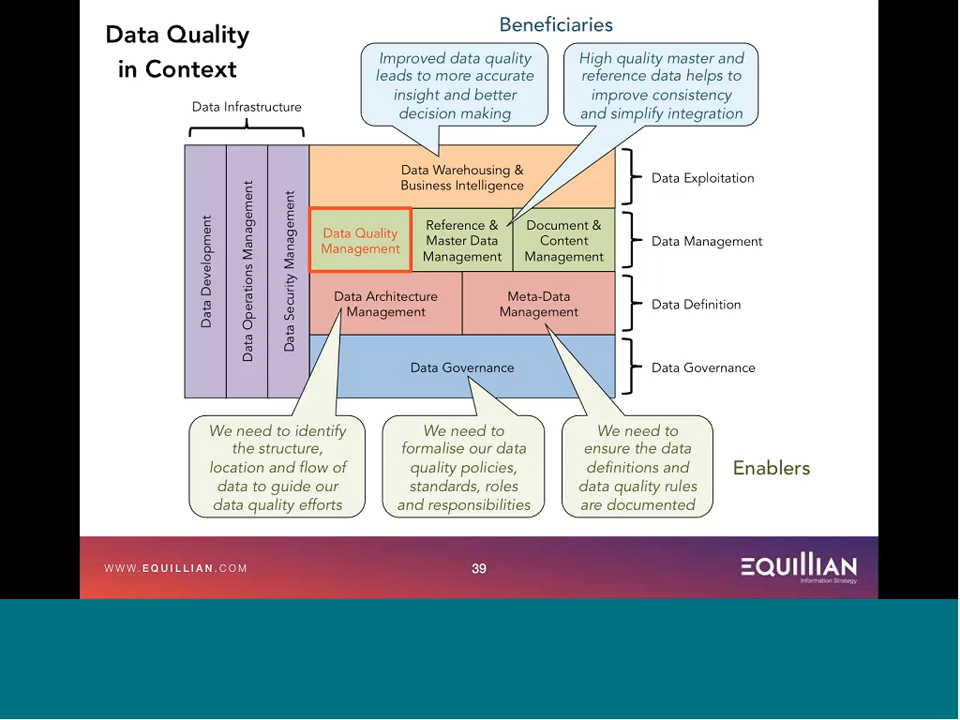 Data Quality
in Context
Beneficiaries
Improved data quality
leads to more accurate
insight and better
decision making
High quality master and
reference data helps to
improve consistency
and simplify integration
Data Infrastructure
Data Development
Data Operations Management
Data Security Management
Data Warehousing &
Business Intelligence
Data Exploitation
Data Quality
Management
Reference &
Master Data
Management
Document &
Content
Management
Data Management
Data Architecture
Management
Meta-Data
Management
Data Definition
Data Governance
Data Governance
We need to identify
the structure,
location and flow of
data to guide our
data quality efforts
We need to
formalise our data
quality policies,
standards, roles
and responsibilities
We need to
ensure the data
definitions and
data quality rules
are documented
Enablers
WWW.EQUILLIAN.COM
39
EQUILLIAN
Information Strategy